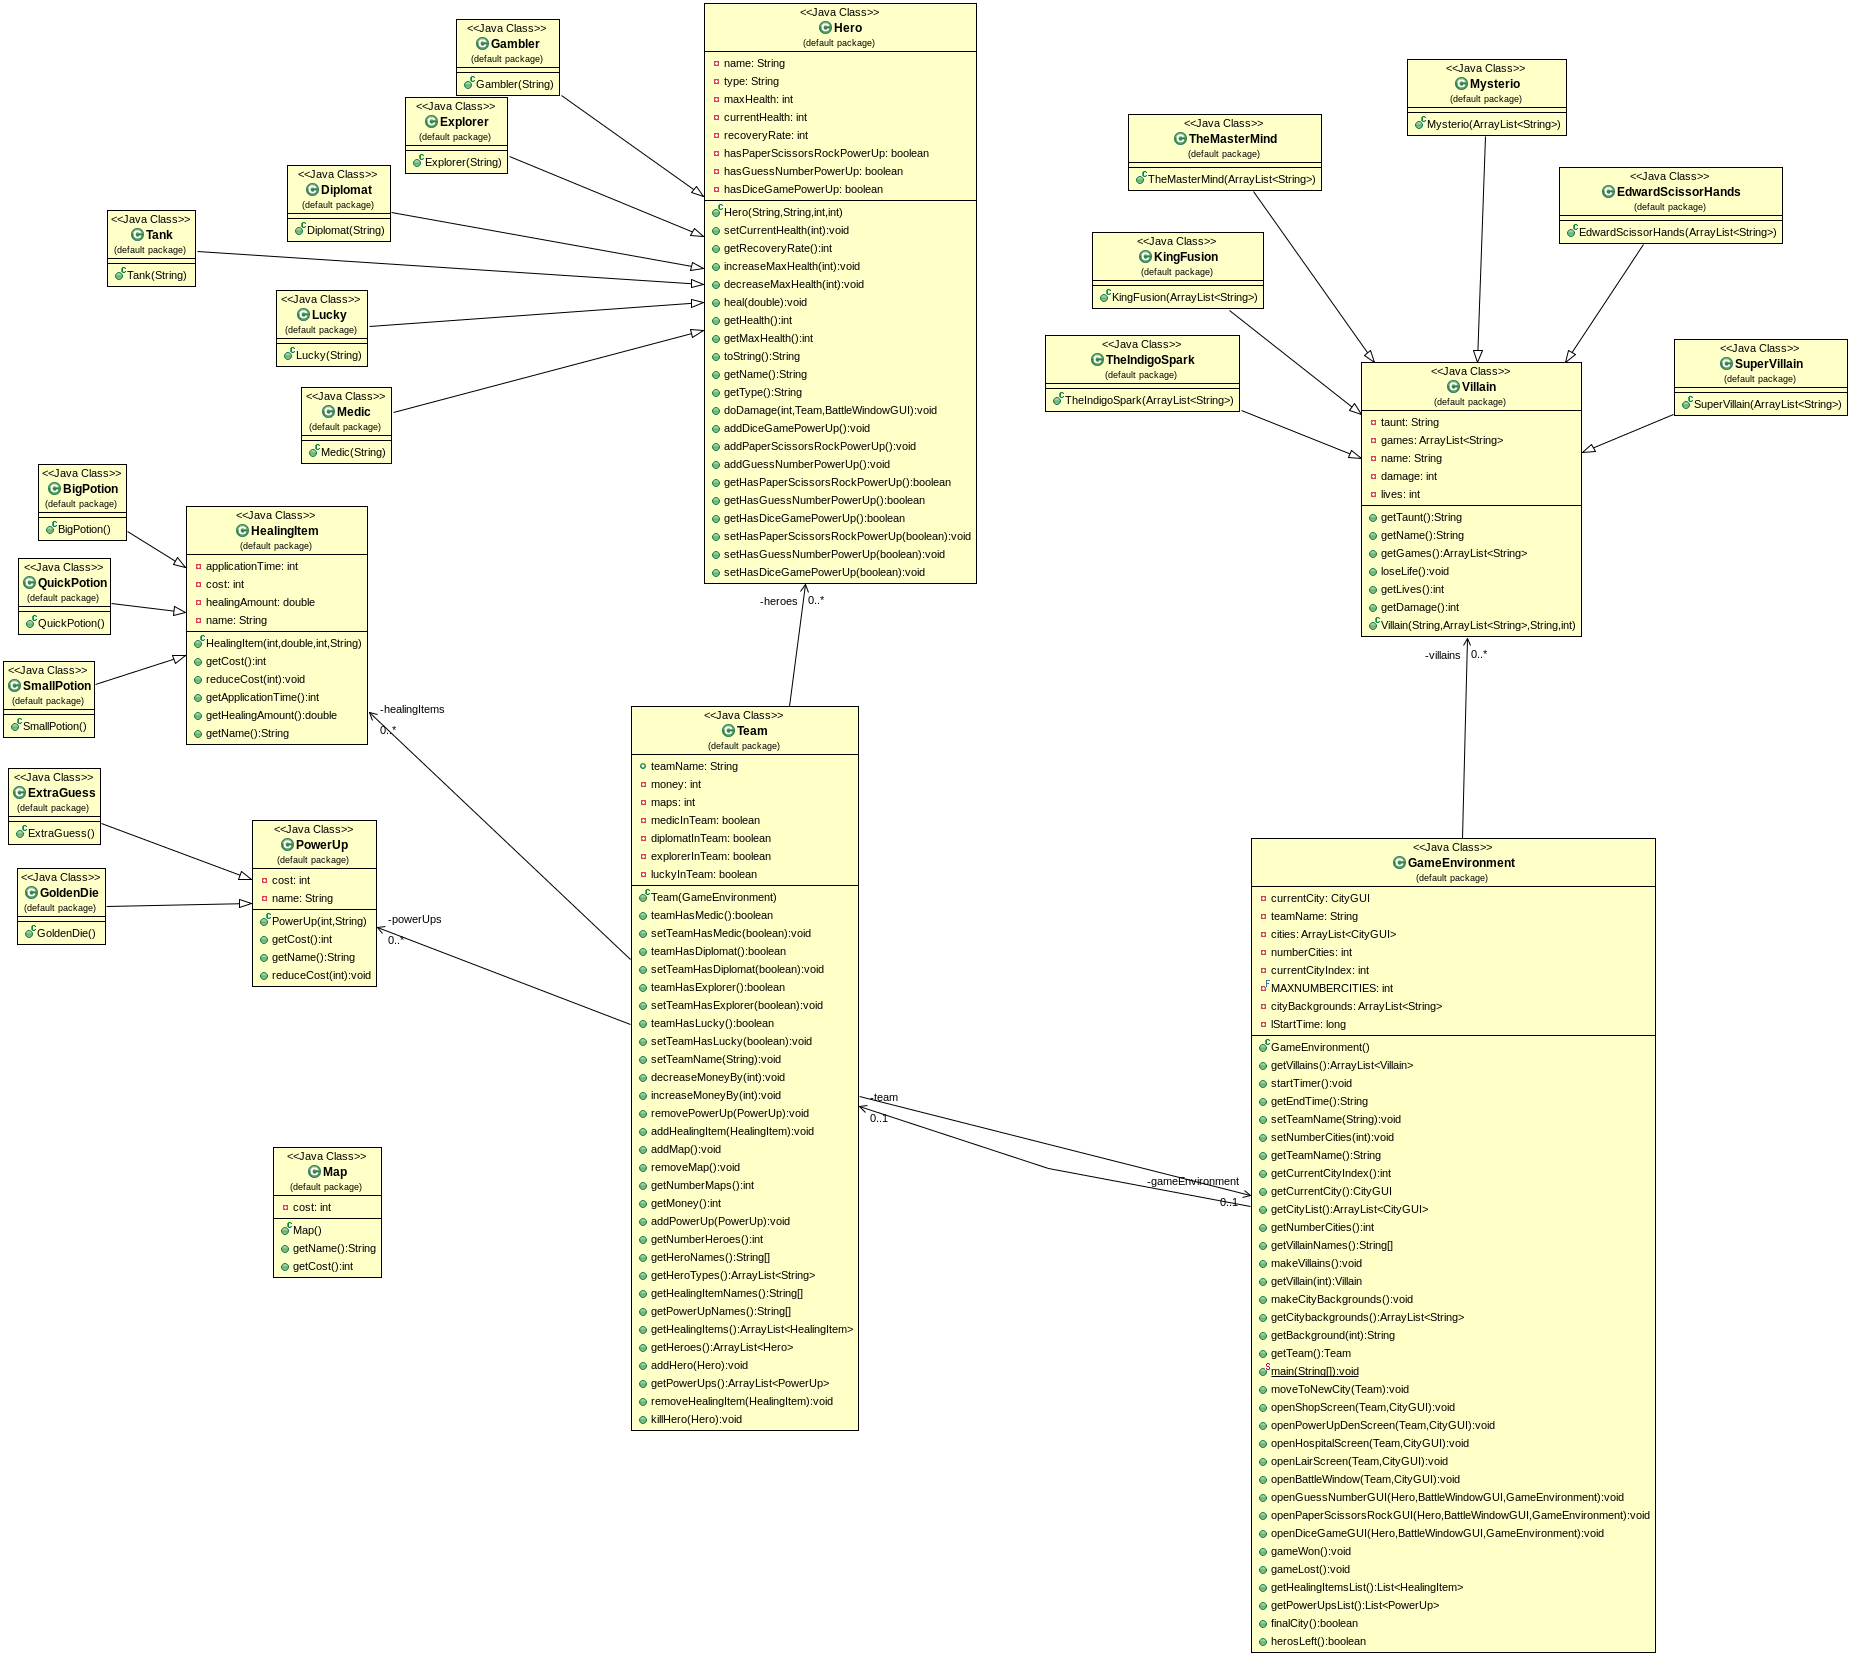 <<Java Class>>
Gambler
(default package)
Gambler(String)
<<Java Class>>
Explorer
(default package)
Explorer(String)
<<Java Class>>
Diplomat
(default package)
Diplomat(String)
<<Java Class>>
Tank
(default package)
Tank(String)
<<Java Class>>
Lucky
(default package)
Lucky(String)
<<Java Class>>
Medic
(default package)
Medic(String)
<<Java Class>>
Hero
(default package)
name: String
type: String
maxHealth: int
currentHealth: int
recoveryRate: int
hasPaperScissorsRockPowerUp: boolean
hasGuessNumberPowerUp: boolean
hasDiceGamePowerUp: boolean
Hero(String,String,int,int)
setCurrentHealth(int):void
getRecoveryRate():int
increaseMaxHealth(int):void
decreaseMaxHealth(int):void
heal(double):void
getHealth():int
getMaxHealth():int
toString():String
getName():String
getType():String
doDamage(int,Team,BattleWindowGUI):void
addDiceGamePowerUp():void
addPaperScissorsRockPowerUp():void
addGuessNumberPowerUp():void
getHasPaperScissorsRockPowerUp():boolean
getHasGuessNumberPowerUp():boolean
getHasDiceGamePowerUp():boolean
setHasPaperScissorsRockPowerUp(boolean):void
setHasGuessNumberPowerUp(boolean):void
setHasDiceGamePowerUp(boolean):void
-heroes
0..*
<<Java Class>>
Mysterio
(default package)
Mysterio(ArrayList<String>)
<<Java Class>>
TheMasterMind
(default package)
TheMasterMind(ArrayList<String>)
<<Java Class>>
EdwardScissorHands
(default package)
EdwardScissorHands(ArrayList<String>)
<<Java Class>>
KingFusion
(default package)
KingFusion(ArrayList<String>)
<<Java Class>>
TheIndigoSpark
(default package)
TheIndigoSpark(ArrayList<String>)
<<Java Class>>
SuperVillain
(default package)
SuperVillain(ArrayList<String>)
<<Java Class>>
Villain
(default package)
taunt: String
games: ArrayList<String>
name: String
damage: int
lives: int
getTaunt():String
getName():String
getGames():ArrayList<String>
loseLife():void
getLives():int
getDamage():int
Villain(String,ArrayList<String>,String,int)
-villains
0..*
<<Java Class>>
BigPotion
(default package)
BigPotion()
<<Java Class>>
QuickPotion
(default package)
QuickPotion()
<<Java Class>>
SmallPotion
(default package)
SmallPotion()
<<Java Class>>
HealingItem
(default package)
applicationTime: int
cost: int
healingAmount: double
name: String
HealingItem(int,double,int,String)
getCost():int
reduceCost(int):void
getApplicationTime():int
getHealingAmount():double
getName():String
-healingItems
0..*
<<Java Class>>
ExtraGuess
(default package)
ExtraGuess()
<<Java Class>>
GoldenDie
(default package)
GoldenDie()
<<Java Class>>
PowerUp
(default package)
cost: int
name: String
PowerUp(int,String)
getCost():int
getName():String
reduceCost(int):void
-powerUps
0..*
<<Java Class>>
Map
(default package)
cost: int
Map()
getName():String
getCost():int
<<Java Class>>
Team
(default package)
teamName: String
money: int
maps: int
medicInTeam: boolean
diplomatInTeam: boolean
explorerInTeam: boolean
luckyInTeam: boolean
Team(GameEnvironment)
teamHasMedic():boolean
setTeamHasMedic(boolean):void
teamHasDiplomat():boolean
setTeamHasDiplomat(boolean):void
teamHasExplorer():boolean
setTeamHasExplorer(boolean):void
teamHasLucky():boolean
setTeamHasLucky(boolean):void
setTeamName(String):void
decreaseMoneyBy(int):void
increaseMoneyBy(int):void
removePowerUp(PowerUp):void
addHealingItem(HealingItem):void
addMap():void
removeMap():void
getNumberMaps():int
getMoney():int
addPowerUp(PowerUp):void
getNumberHeroes():int
getHeroNames():String[]
getHeroTypes():ArrayList<String>
getHealingItemNames():String[]
getPowerUpNames():String[]
getHealingItems():ArrayList<HealingItem>
getHeroes():ArrayList<Hero>
addHero(Hero):void
getPowerUps():ArrayList<PowerUp>
removeHealingItem(HealingItem):void
killHero(Hero):void
-team
0..1
-gameEnvironment
0..1
<<Java Class>>
GameEnvironment
(default package)
currentCity: CityGUI
teamName: String
cities: ArrayList<CityGUI>
numberCities: int
currentCityIndex: int
MAXNUMBERCITIES: int
cityBackgrounds: ArrayList<String>
lStartTime: long
GameEnvironment()
getVillains():ArrayList<Villain>
startTimer():void
getEndTime():String
setTeamName(String):void
setNumberCities(int):void
getTeamName():String
getCurrentCityIndex():int
getCurrentCity():CityGUI
getCityList():ArrayList<CityGUI>
getNumberCities():int
getVillainNames():String[]
makeVillains():void
getVillain(int):Villain
makeCityBackgrounds():void
getCitybackgrounds():ArrayList<String>
getBackground(int):String
getTeam():Team
main(String[]):void
moveToNewCity(Team):void
openShopScreen(Team,CityGUI):void
openPowerUpDenScreen(Team,CityGUI):void
openHospitalScreen(Team,CityGUI):void
openLairScreen(Team,CityGUI):void
openBattleWindow(Team,CityGUI):void
openGuessNumberGUI(Hero,BattleWindowGUI,GameEnvironment):void
openPaperScissorsRockGUI(Hero,BattleWindowGUI,GameEnvironment):void
openDiceGameGUI(Hero,BattleWindowGUI,GameEnvironment):void
gameWon():void
gameLost():void
getHealingItemsList():List<HealingItem>
getPowerUpsList():List<PowerUp>
finalCity():boolean
herosLeft():boolean